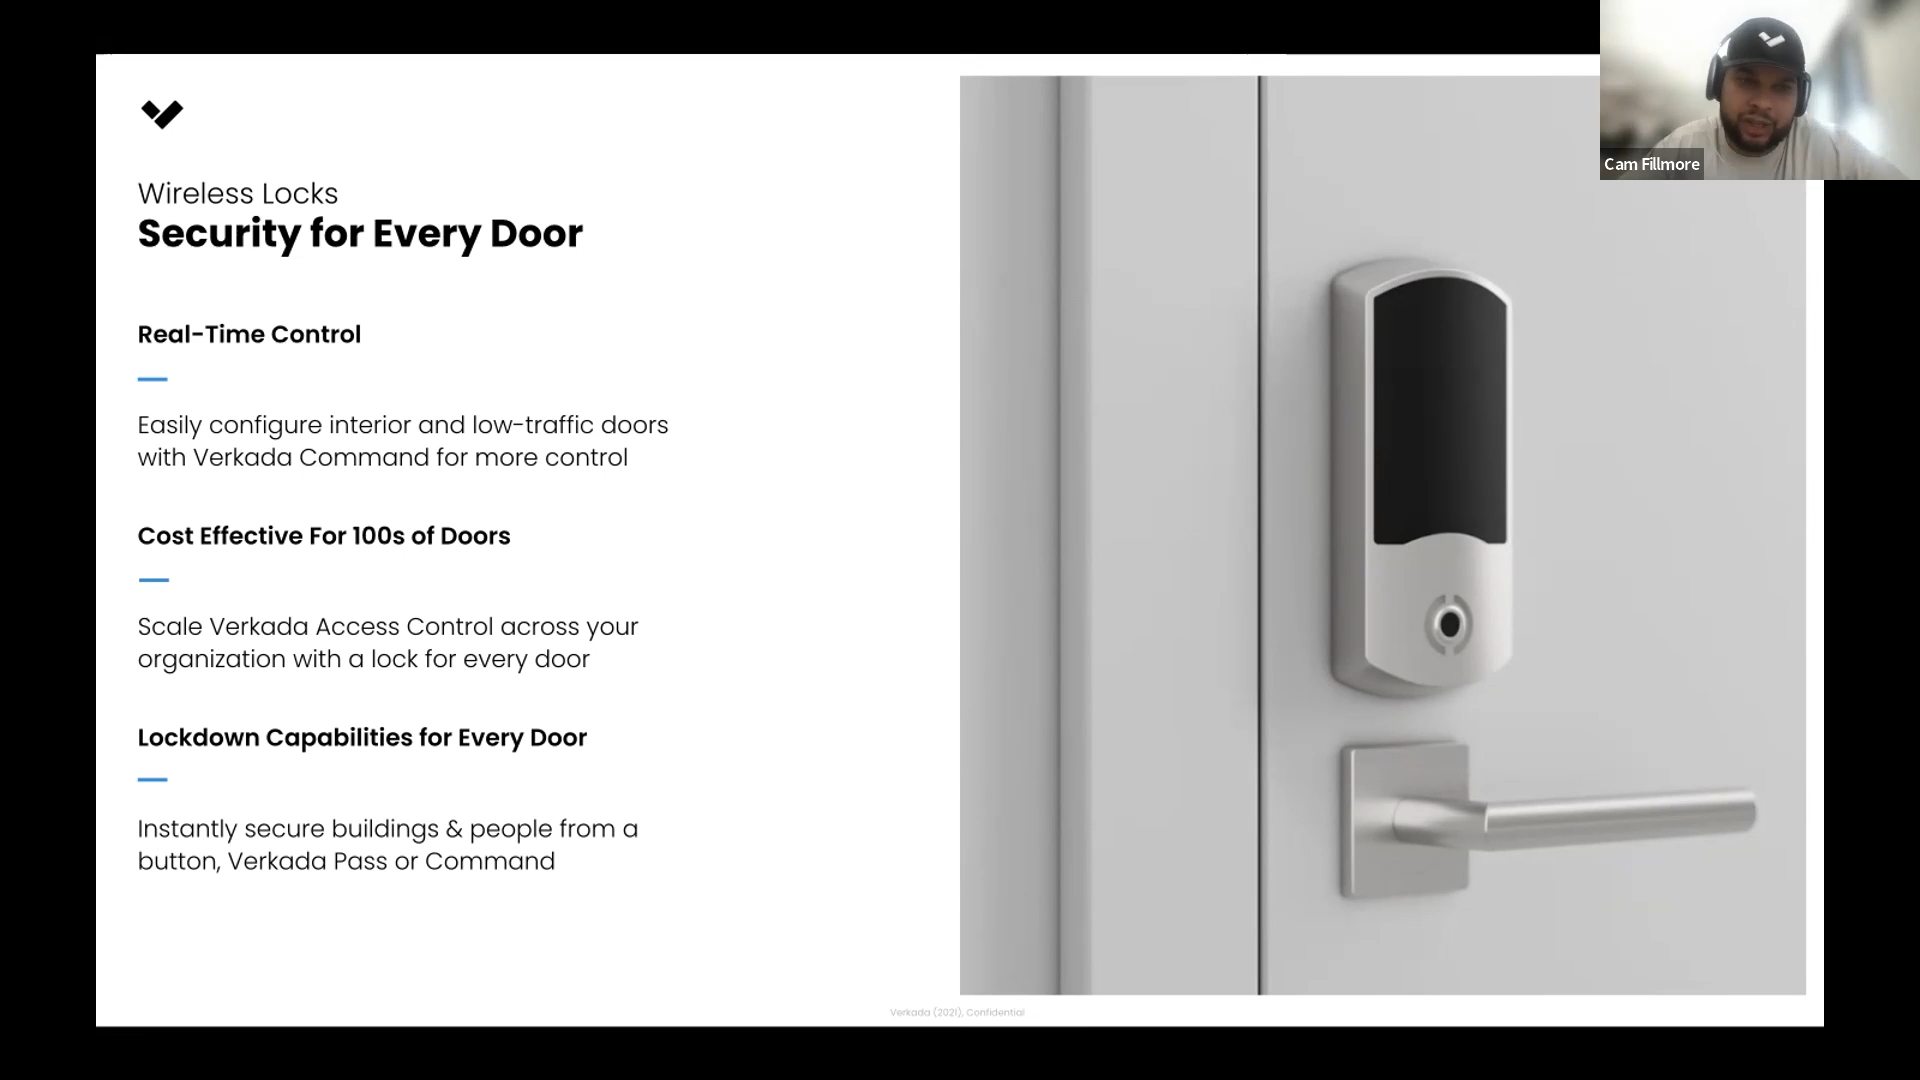 Wireless Locks
Security for Every Door
Real-Time Control
Easily configure interior and low-traffic doors
with Verkada Command for more control
Cost Effective For 100s of Doors
Scale Verkada Access Control across your
organization with a lock for every door
Lockdown Capabilities for Every Door
Instantly secure buildings & people from a
button, Verkada Pass or Command
Verkada (2021), Confidential
Cam Fillmore